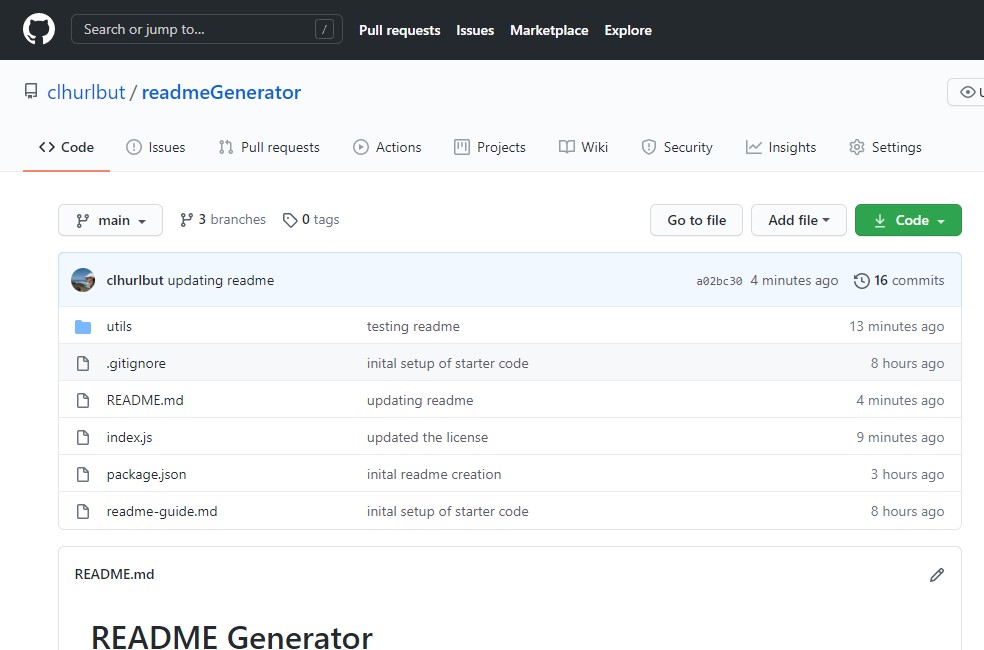 Search or jump to... / Pull requests Issues Marketplace Explore
clhurlbut / readmeGenerator
Code Issues Pull requests Actions Projects Wiki Security Insights Settings
main 3 branches 0 tags Go to file Add file Code
clhurlbut updating readme a02bc30 4 minutes ago 16 commits
utils testing readme 13 minutes ago
.gitignore inital setup of starter code 8 hours ago
README.md updating readme 4 minutes ago
index.js updated the license 9 minutes ago
package.json inital readme creation 3 hours ago
readme-guide.md inital setup of starter code 8 hours ago
README.md
README Generator